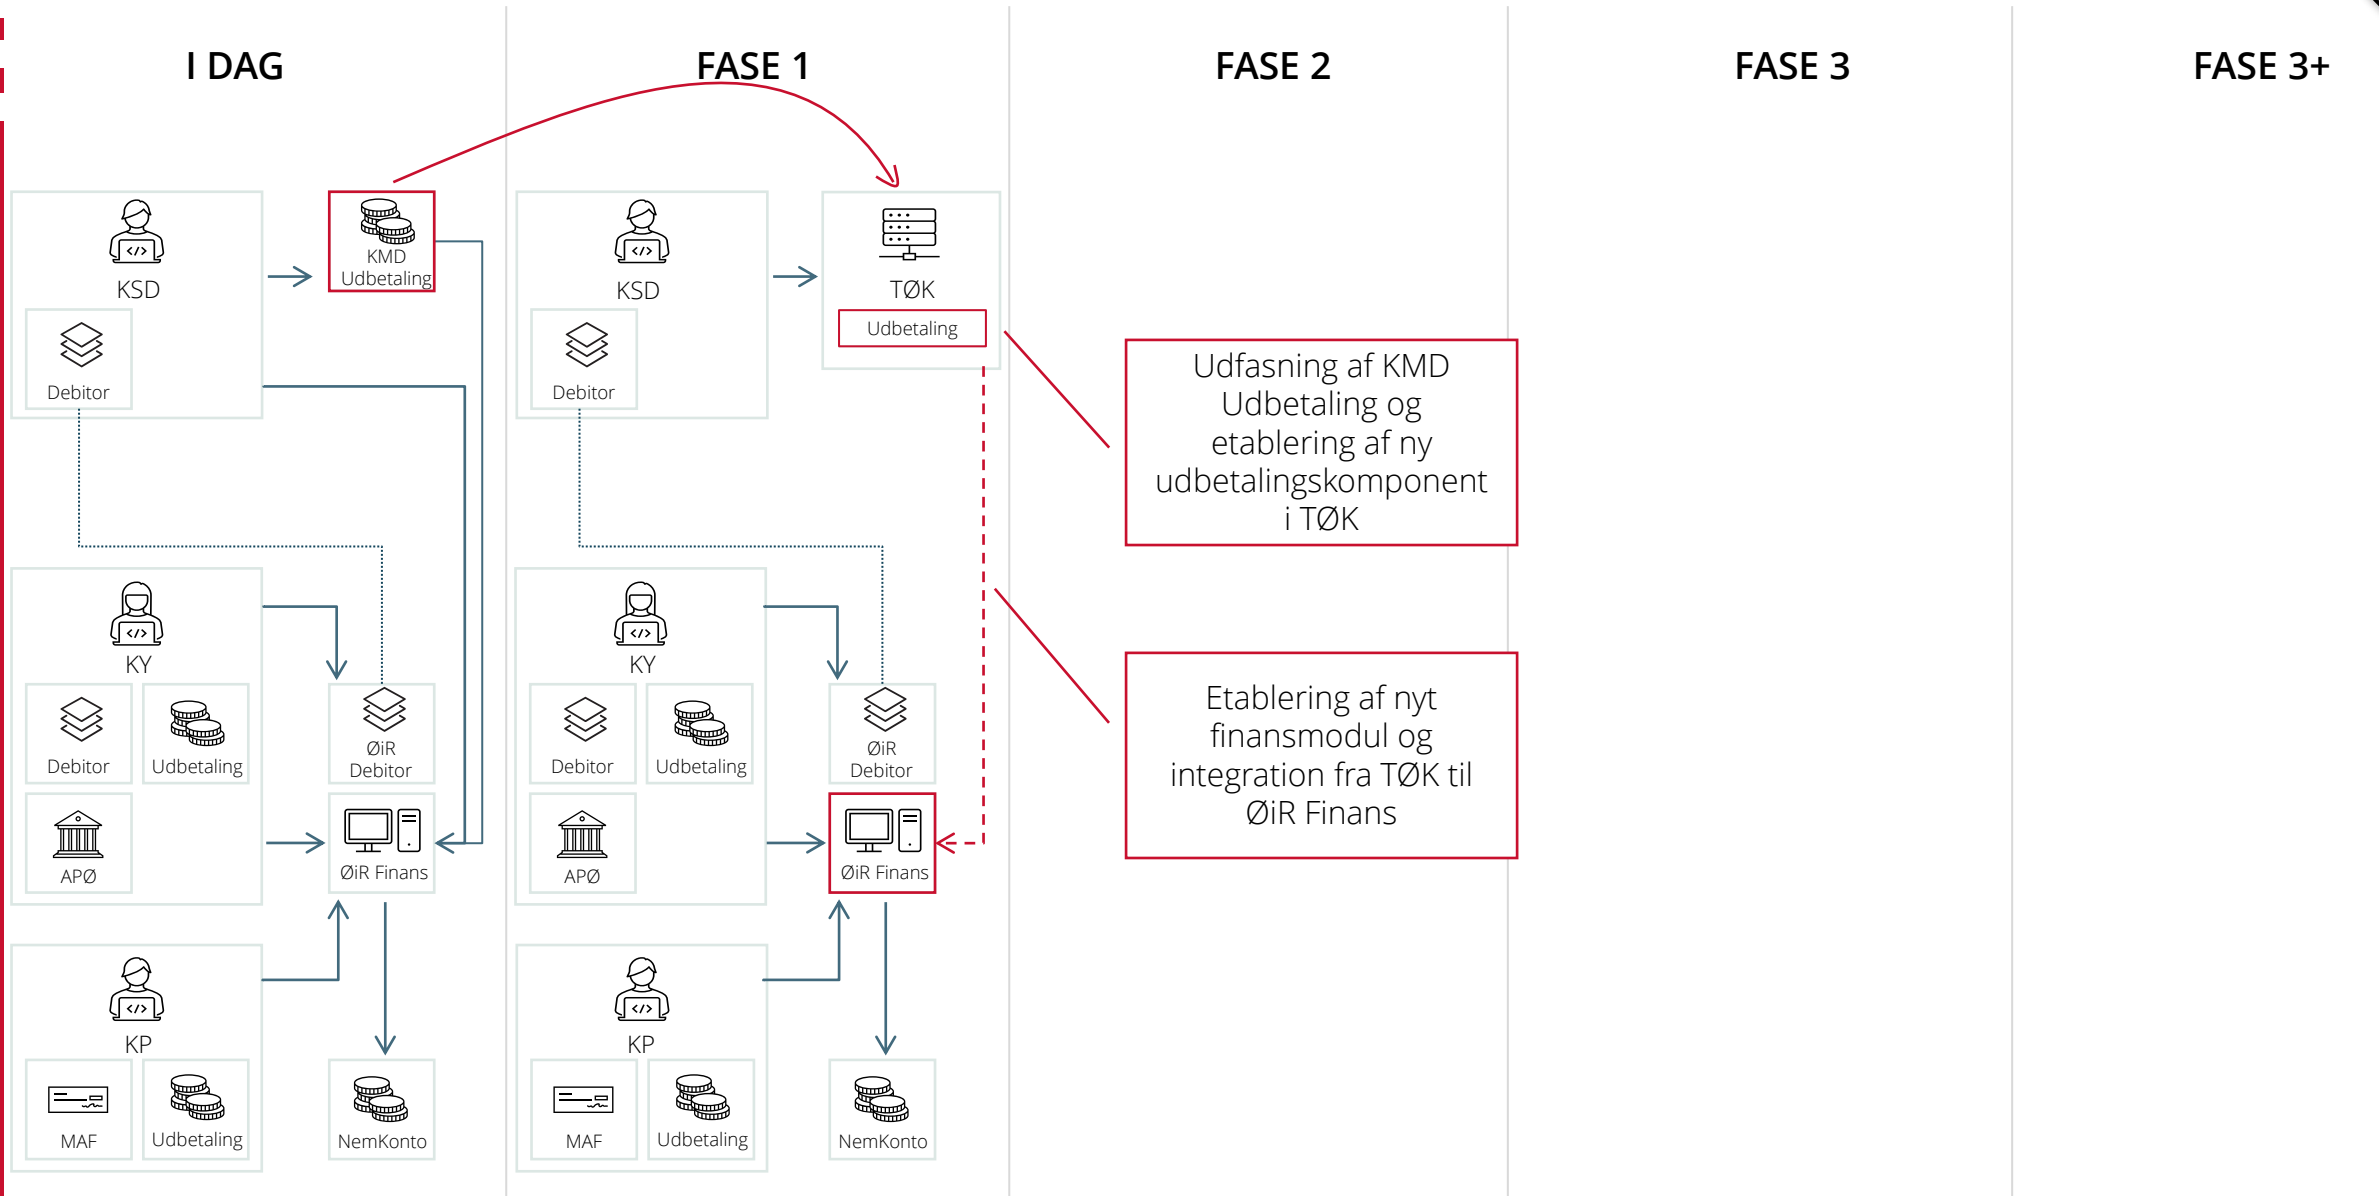 I DAG
FASE 1
FASE 2
FASE 3
FASE 3+
KSD
Debitor
KMD
Udbetaling
KY
Debitor
Udbetaling
APØ
ØiR
Debitor
ØiR Finans
KP
MAF
Udbetaling
NemKonto
KSD
Debitor
TØK
Udbetaling
KY
Debitor
Udbetaling
APØ
ØiR
Debitor
ØiR Finans
KP
MAF
Udbetaling
NemKonto
Udfasning af KMD
Udbetaling og
etablering af ny
udbetalingskomponent
i TØK
Etablering af nyt
finansmodul og
integration fra TØK til
ØiR Finans